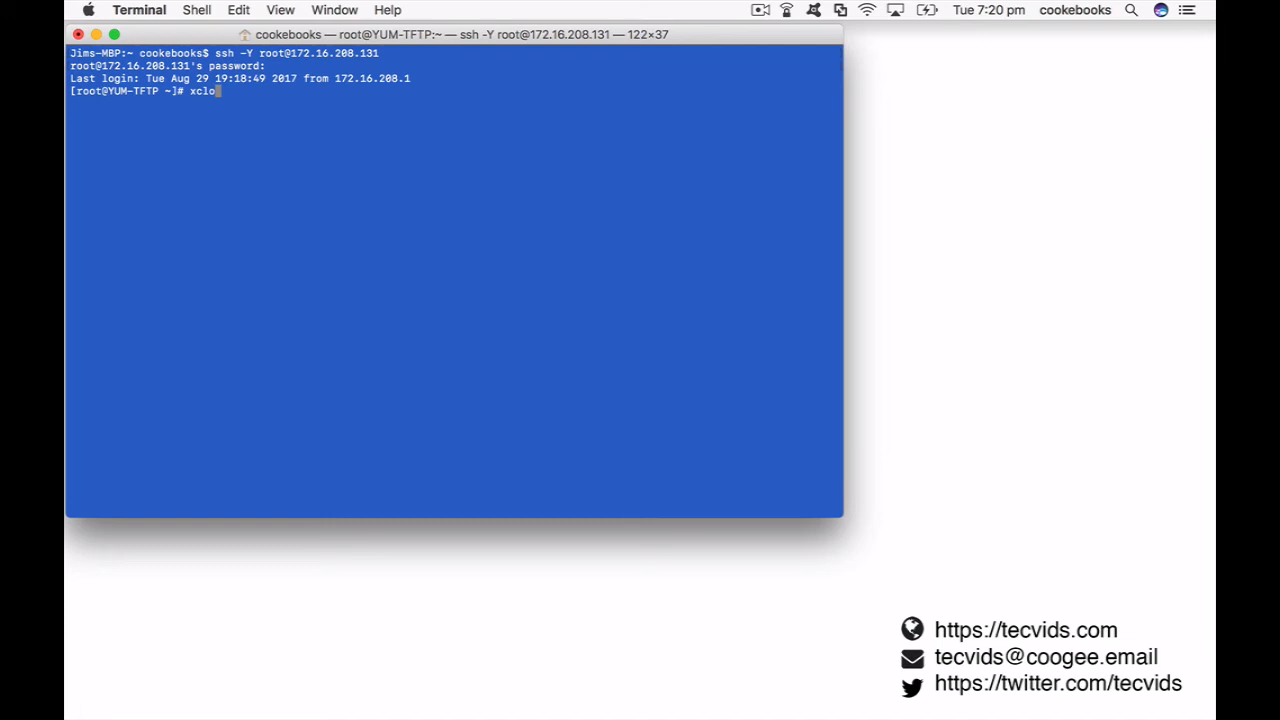 Terminal Shell Edit View Window Help Tue 7:20 pm cookebooks
cookebooks — root@YUM-TFTP:~ — ssh -Y root@172.16.208.131 — 122×37
Jims-MBP:~ cookebooks$ ssh -Y root@172.16.208.131
root@172.16.208.131's password:
Last login: Tue Aug 29 19:18:49 2017 from 172.16.208.1
[root@YUM-TFTP ~]# xclo
https://tecvids.com
tecvids@coogee.email
https://twitter.com/tecvids